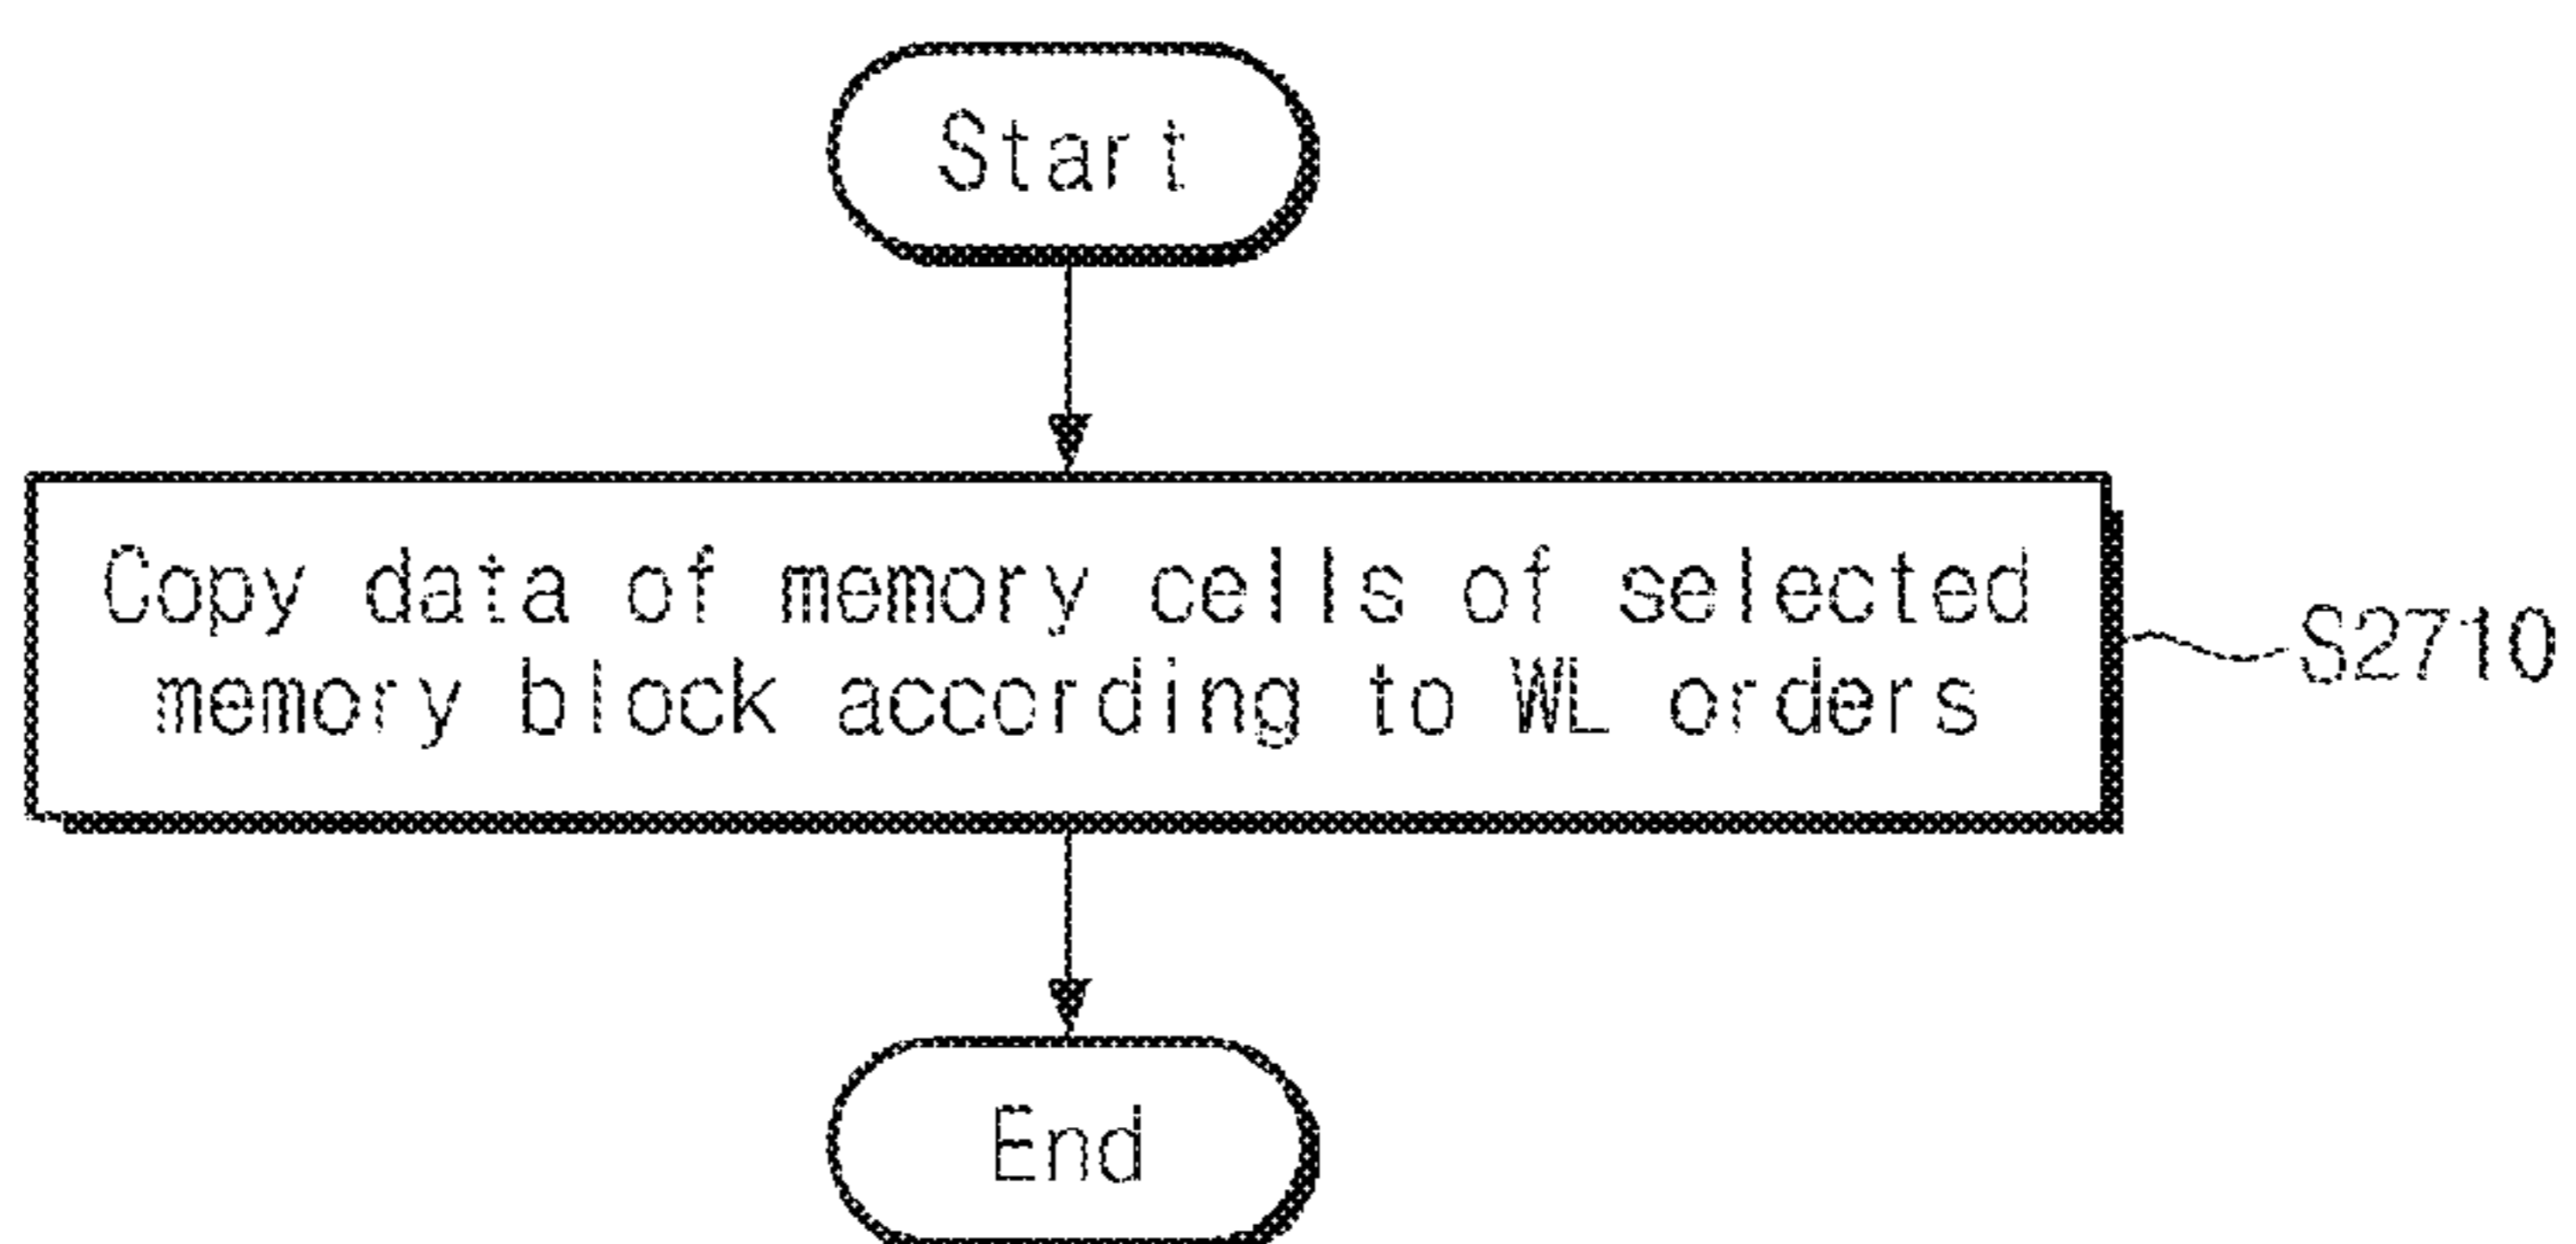 Start
Copy data of memory cells of selected
memory block according to WL orders
S2710
End